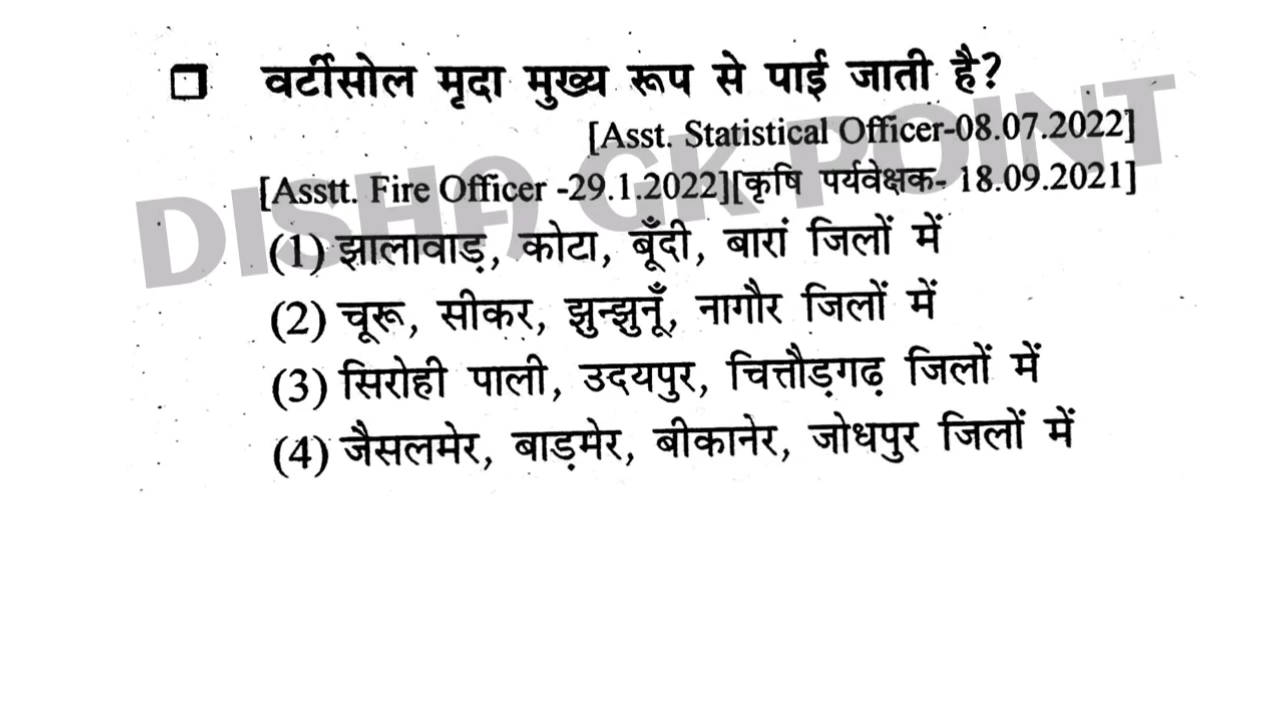 ❑ वर्टीसोल मृदा मुख्य रूप से पाई जाती है?
[Asst. Statistical Officer-08.07.2022]
[Asstt. Fire Officer -29.1.2022][कृषि पर्यवेक्षक- 18.09.2021]
DISHA GK POINT
(1) झालावाड़, कोटा, बूँदी, बारां जिलों में
(2) चूरू, सीकर, झुन्झुनूँ, नागौर जिलों में
(3) सिरोही पाली, उदयपुर, चित्तौड़गढ़ जिलों में
(4) जैसलमेर, बाड़मेर, बीकानेर, जोधपुर जिलों में